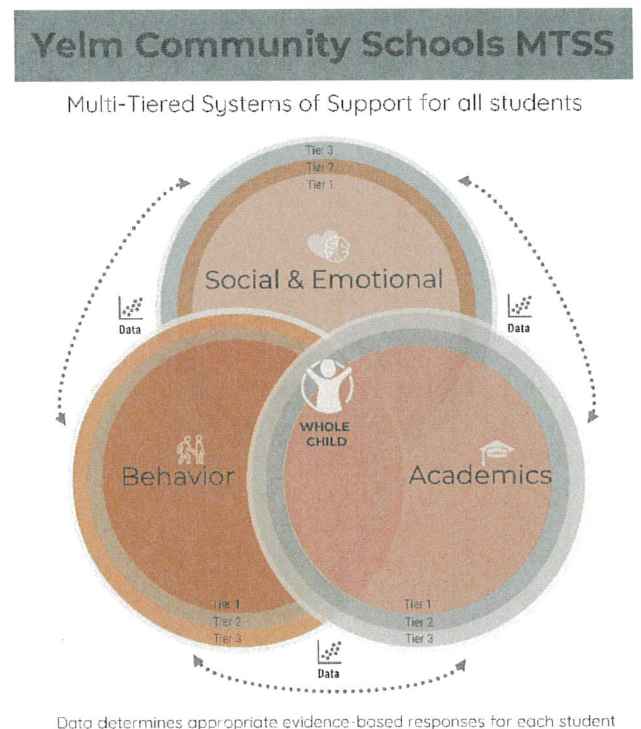 Yelm Community Schools MTSS
Multi-Tiered Systems of Support for all students
Tier 3
Tier 2
Tier 1
Social & Emotional
Data
Data
WHOLE
CHILD
Behavior
Academics
Tier 1
Tier 2
Tier 3
Tier 1
Tier 2
Tier 3
Data
Data determines appropriate evidence-based responses for each student